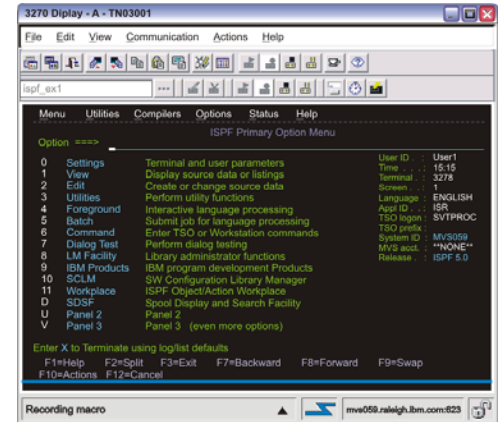 3270 Diplay - A - TN03001
File Edit View Communication Actions Help
ispf_ex1
Menu Utilities Compilers Options Status Help
ISPF Primary Option Menu
Option ===>
0 Settings Terminal and user parameters User ID . : User1
1 View Display source data or listings Time . . . : 15:15
2 Edit Create or change source data Terminal . : 3278
3 Utilities Perform utility functions Screen . . : 1
4 Foreground Interactive language processing Language : ENGLISH
5 Batch Submit job for language processing Appl ID . : ISR
6 Command Enter TSO or Workstation commands TSO logon : SVTPROC
7 Dialog Test Perform dialog testing TSO prefix :
8 LM Facility Library administrator functions System ID : MVS059
9 IBM Products IBM program development Products MVS acct. : **NONE**
10 SCLM SW Configuration Library Manager Release . : ISPF 5.0
11 Workplace ISPF Object/Action Workplace
D SDSF Spool Display and Search Facility
U Panel 2 Panel 2
V Panel 3 Panel 3 (even more options)
Enter X to Terminate using log/list defaults
F1=Help F2=Split F3=Exit F7=Backward F8=Forward F9=Swap
F10=Actions F12=Cancel
Recording macro mvs059.raleigh.ibm.com:623